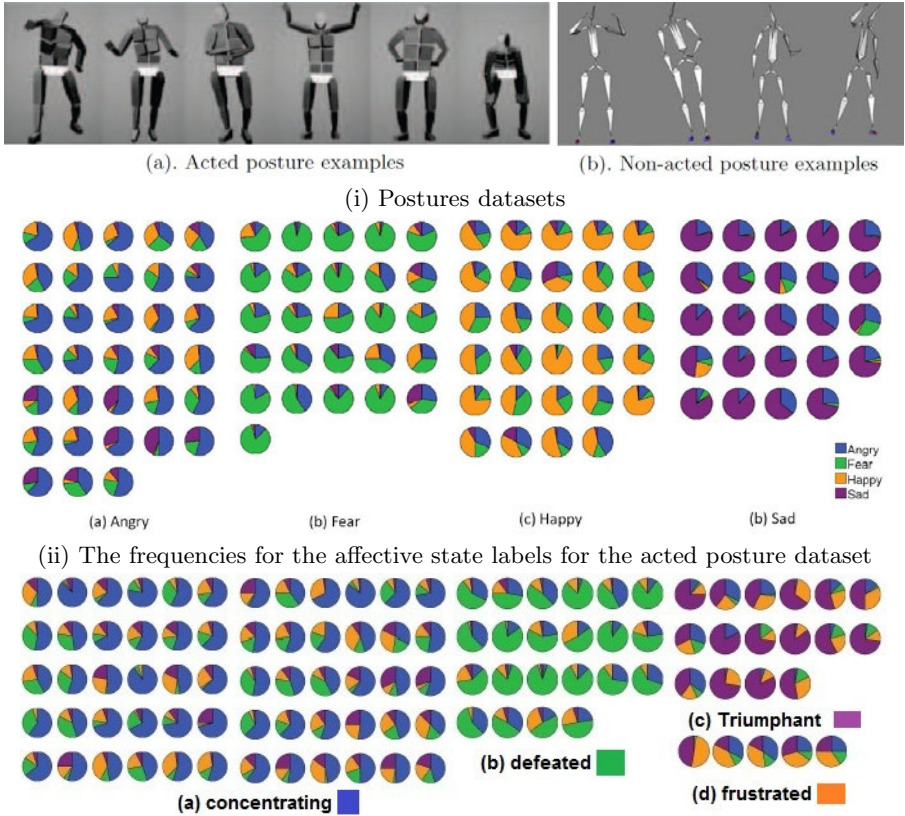 (a). Acted posture examples
(b). Non-acted posture examples
(i) Postures datasets
Angry
Fear
Happy
Sad
(a) Angry
(b) Fear
(c) Happy
(b) Sad
(ii) The frequencies for the affective state labels for the acted posture dataset
(c) Triumphant
(b) defeated
(a) concentrating
(d) frustrated